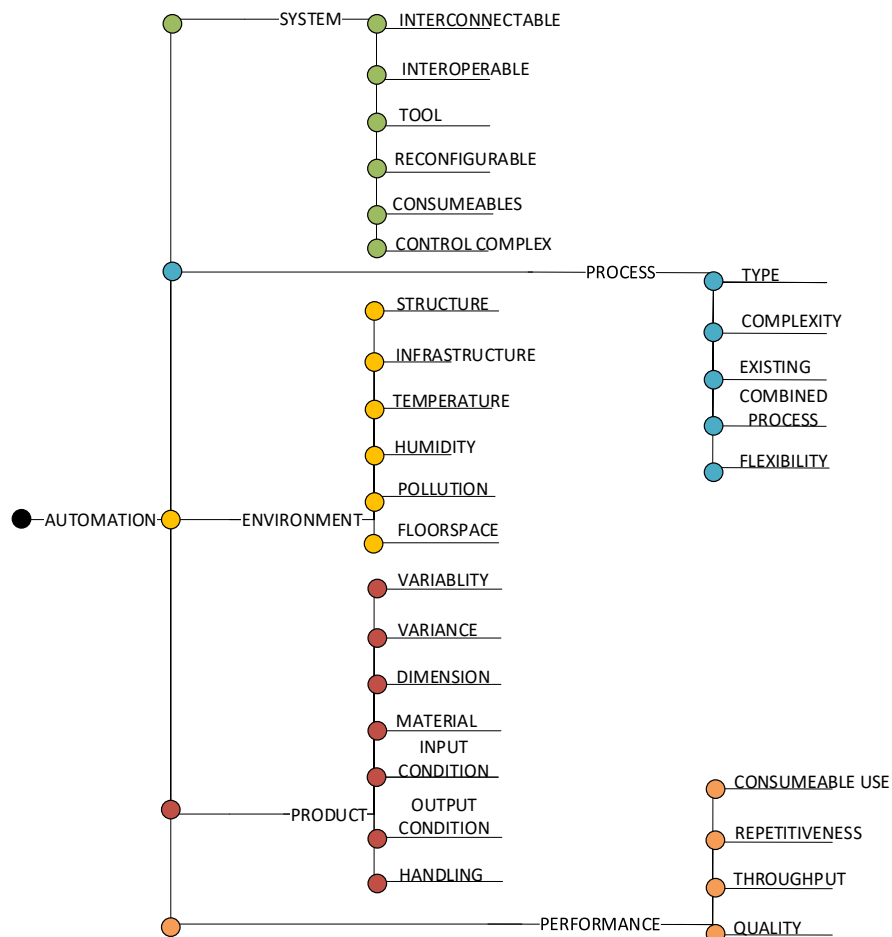 SYSTEM
INTERCONNECTABLE
INTEROPERABLE
TOOL
RECONFIGURABLE
CONSUMEABLES
CONTROL COMPLEX
PROCESS
TYPE
COMPLEXITY
EXISTING
COMBINED
PROCESS
FLEXIBILITY
STRUCTURE
INFRASTRUCTURE
TEMPERATURE
HUMIDITY
POLLUTION
FLOORSPACE
AUTOMATION
ENVIRONMENT
VARIABLITY
VARIANCE
DIMENSION
MATERIAL
INPUT
CONDITION
OUTPUT
CONDITION
HANDLING
PRODUCT
CONSUMEABLE USE
REPETITIVENESS
THROUGHPUT
QUALITY
PERFORMANCE